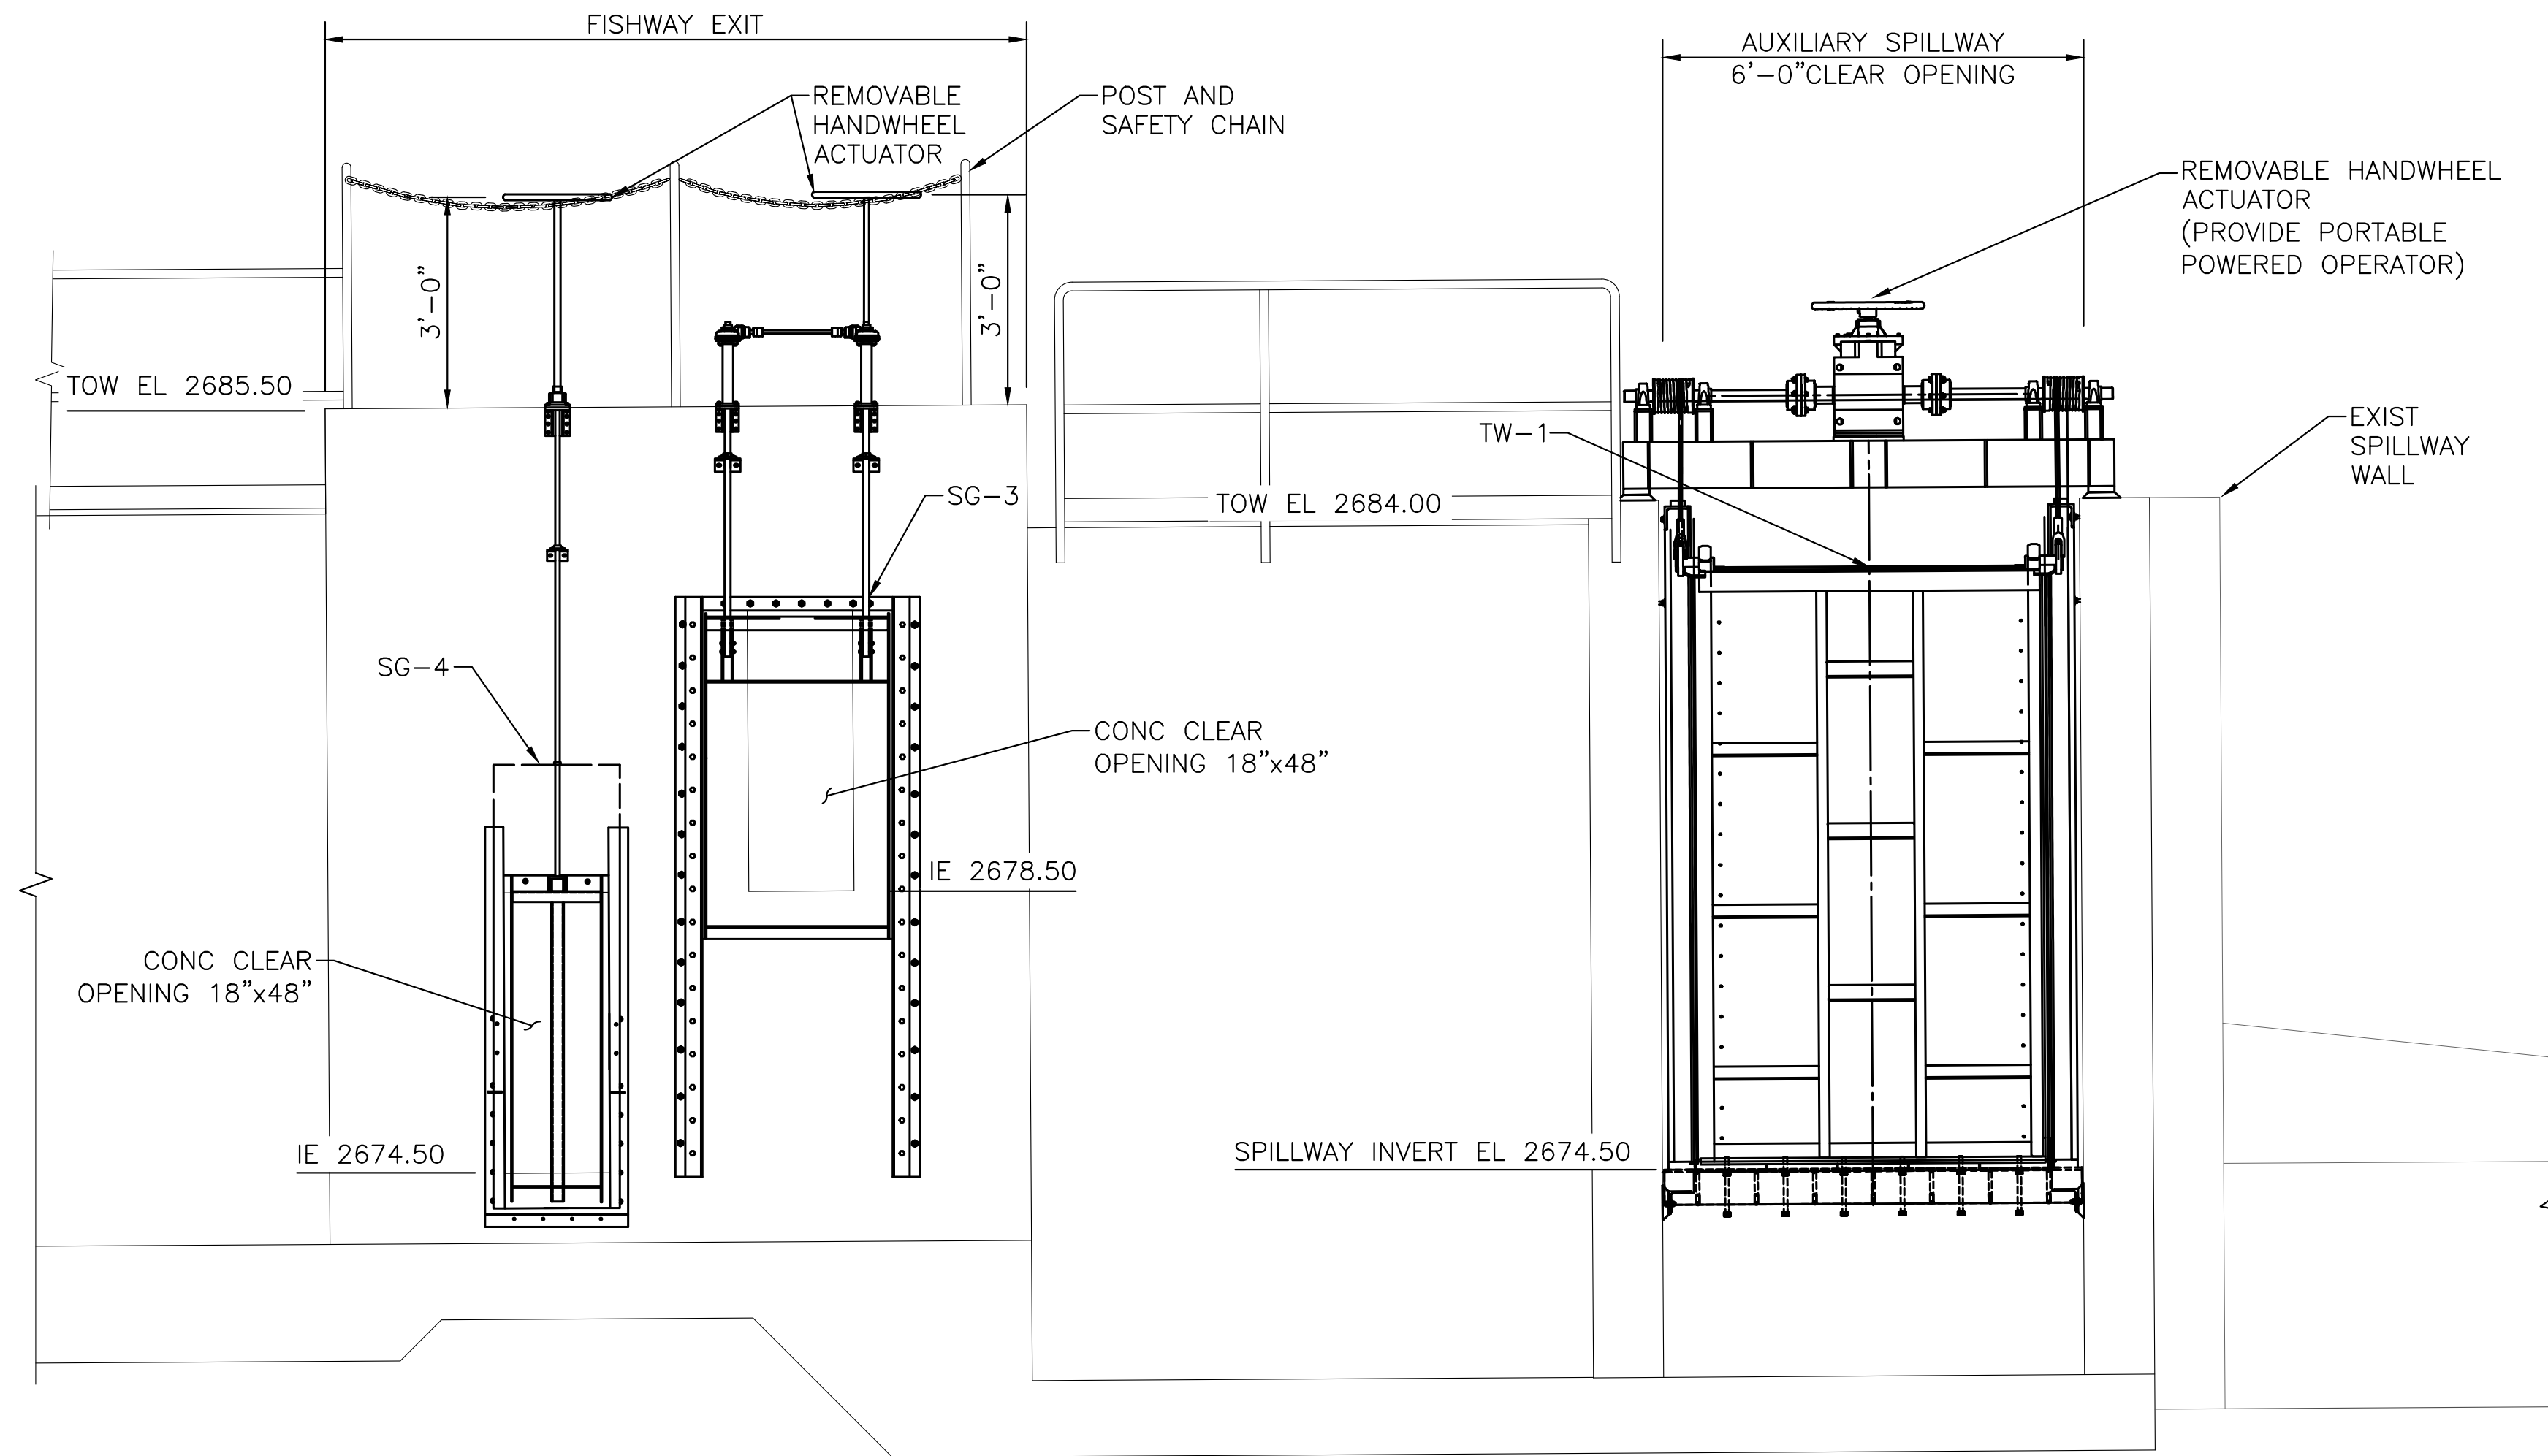 FISHWAY EXIT
AUXILIARY SPILLWAY
6'-0"CLEAR OPENING
REMOVABLE
HANDWHEEL
ACTUATOR
POST AND
SAFETY CHAIN
REMOVABLE HANDWHEEL
ACTUATOR
(PROVIDE PORTABLE
POWERED OPERATOR)
3'-0"
3'-0"
TOW EL 2685.50
TW-1
EXIST
SPILLWAY
WALL
SG-3
TOW EL 2684.00
SG-4
CONC CLEAR
OPENING 18"x48"
IE 2678.50
CONC CLEAR
OPENING 18"x48"
IE 2674.50
SPILLWAY INVERT EL 2674.50